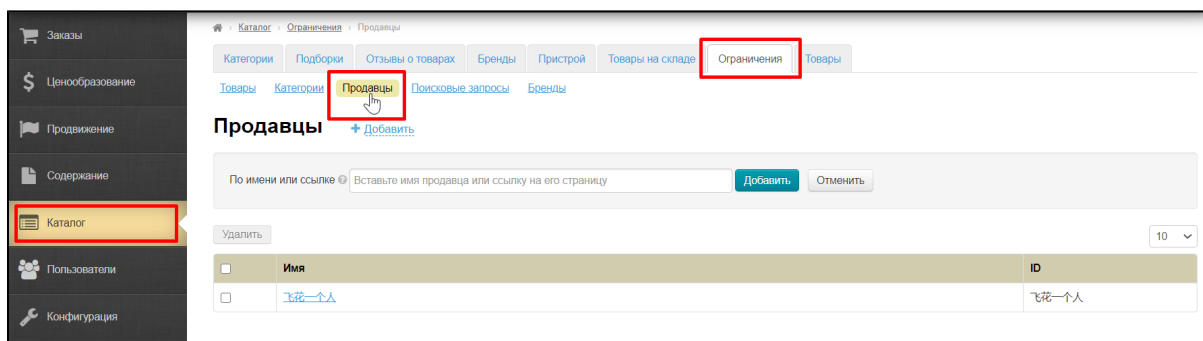 Заказы
Ценообразование
Продвижение
Содержание
Каталог
Пользователи
Конфигурация
Каталог Ограничения Продавцы
Категории Подборки Отзывы о товарах Бренды Пристрой Товары на складе Ограничения Товары
Товары Категории Продавцы Поисковые запросы Бренды
Продавцы + Добавить
По имени или ссылке Вставьте имя продавца или ссылку на его страницу Добавить Отменить
Удалить 10
Имя ID
飞花一个人 飞花一个人